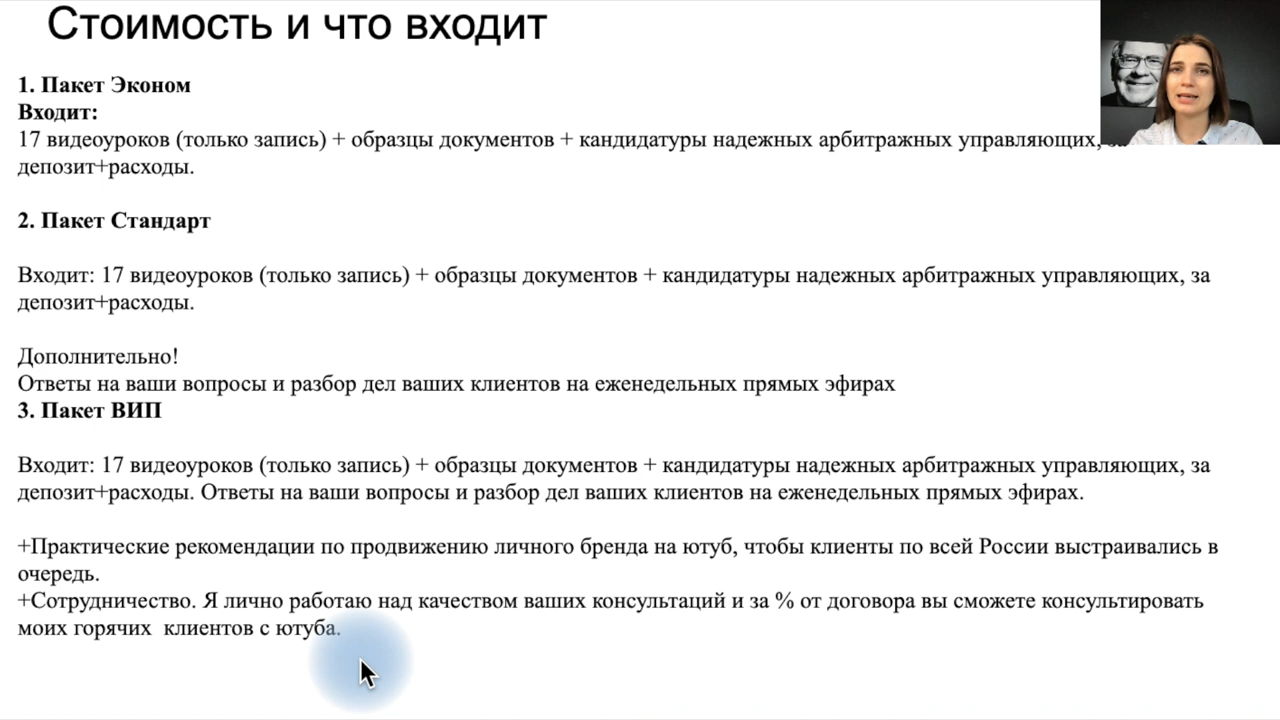 Стоимость и что входит
1. Пакет Эконом
Входит:
17 видеоуроков (только запись) + образцы документов + кандидатуры надежных арбитражных управляющих, за
депозит+расходы.
2. Пакет Стандарт
Входит: 17 видеоуроков (только запись) + образцы документов + кандидатуры надежных арбитражных управляющих, за
депозит+расходы.
Дополнительно!
Ответы на ваши вопросы и разбор дел ваших клиентов на еженедельных прямых эфирах
3. Пакет ВИП
Входит: 17 видеоуроков (только запись) + образцы документов + кандидатуры надежных арбитражных управляющих, за
депозит+расходы. Ответы на ваши вопросы и разбор дел ваших клиентов на еженедельных прямых эфирах.
+Практические рекомендации по продвижению личного бренда на ютуб, чтобы клиенты по всей России выстраивались в
очередь.
+Сотрудничество. Я лично работаю над качеством ваших консультаций и за % от договора вы сможете консультировать
моих горячих  клиентов с ютуба.